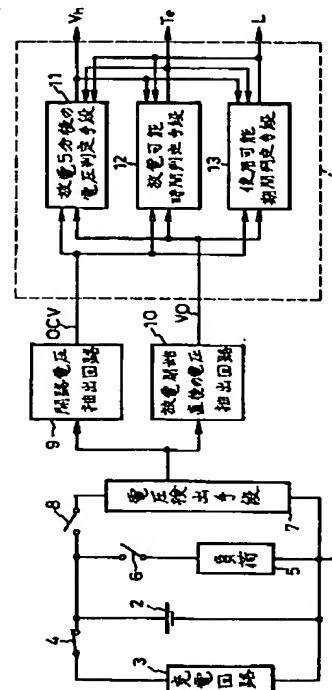 3
充電回路
4
2
6
5
負荷
8
7
電圧検出手段
9
開路電圧
抽出回路
10
放電開始
直後の電圧
抽出回路
OCV
VO
11
放電5分後の
電圧判定手段
12
放電可能
時間判定手段
13
使用可能
期間判定手段
Vh
Te
L